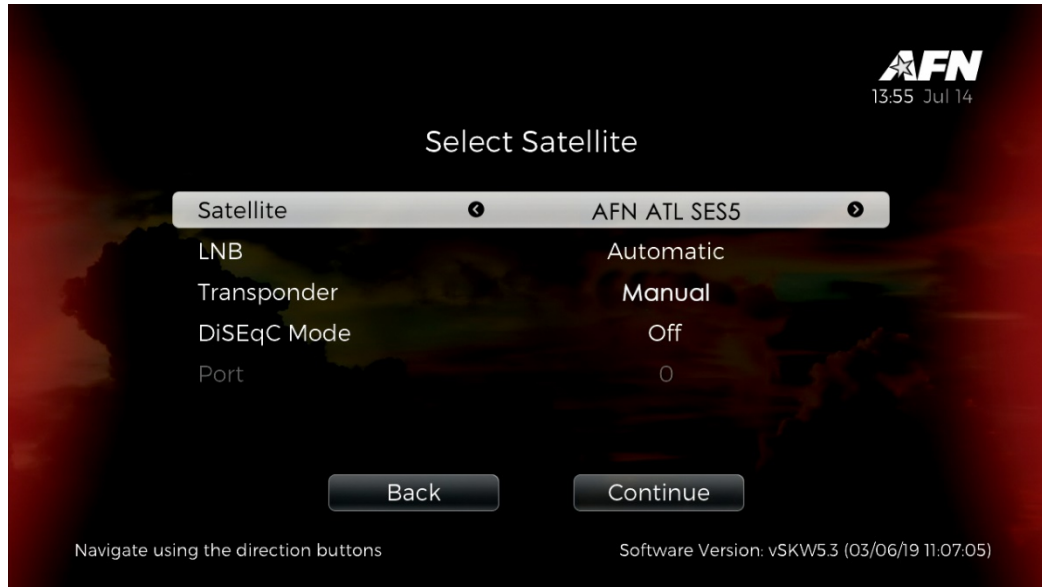 AFN
13:55 Jul 14
Select Satellite
Satellite AFN ATL SES5
LNB Automatic
Transponder Manual
DiSEqC Mode Off
Port 0
Back Continue
Navigate using the direction buttons Software Version: vSKW5.3 (03/06/19 11:07:05)